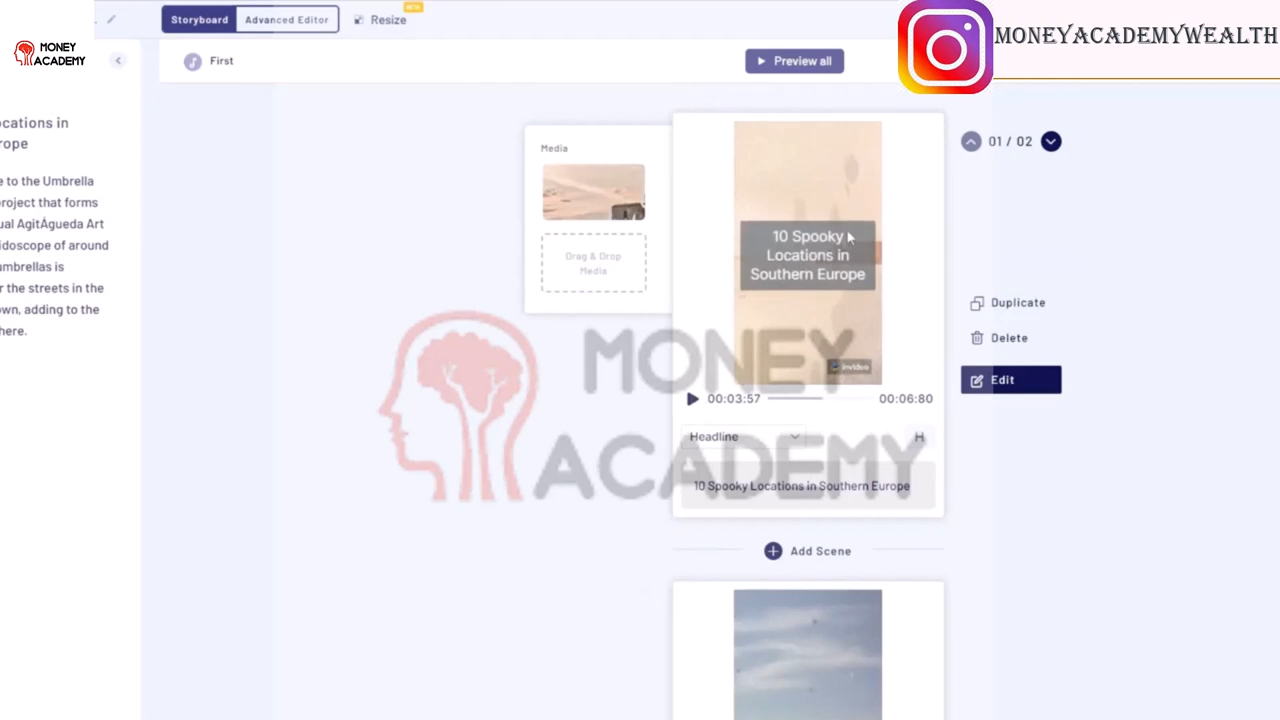 Storyboard
Advanced Editor
Resize
BETA
MONEYACADEMYWEALTH
MONEY
ACADEMY
First
Preview all
ocations in
rope
e to the Umbrella
project that forms
ual AgitÁgueda Art
idoscope of around
umbrellas is
r the streets in the
own, adding to the
here.
Media
Drag & Drop
Media
10 Spooky
Locations in
Southern Europe
invideo
00:03:57
00:06:80
Headline
H
10 Spooky Locations in Southern Europe
Add Scene
01 / 02
Duplicate
Delete
Edit
MONEY
ACADEMY